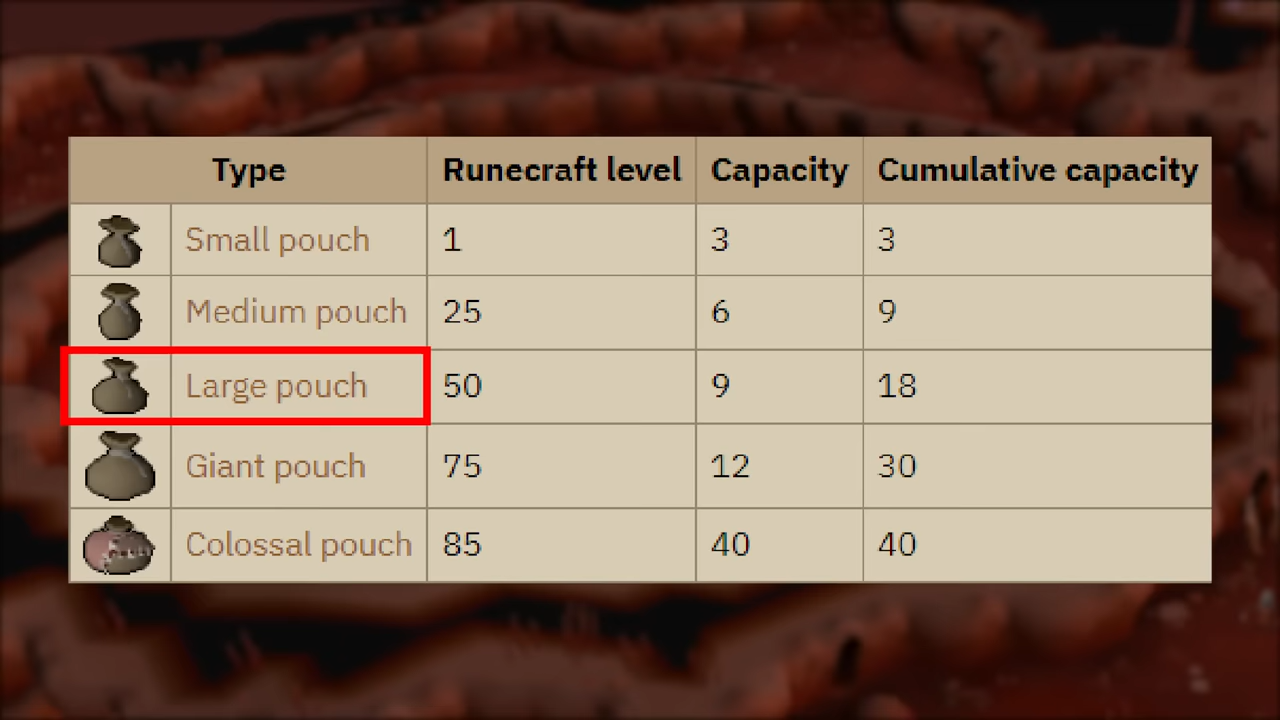 Type Runecraft level Capacity Cumulative capacity
Small pouch 1 3 3
Medium pouch 25 6 9
Large pouch 50 9 18
Giant pouch 75 12 30
Colossal pouch 85 40 40